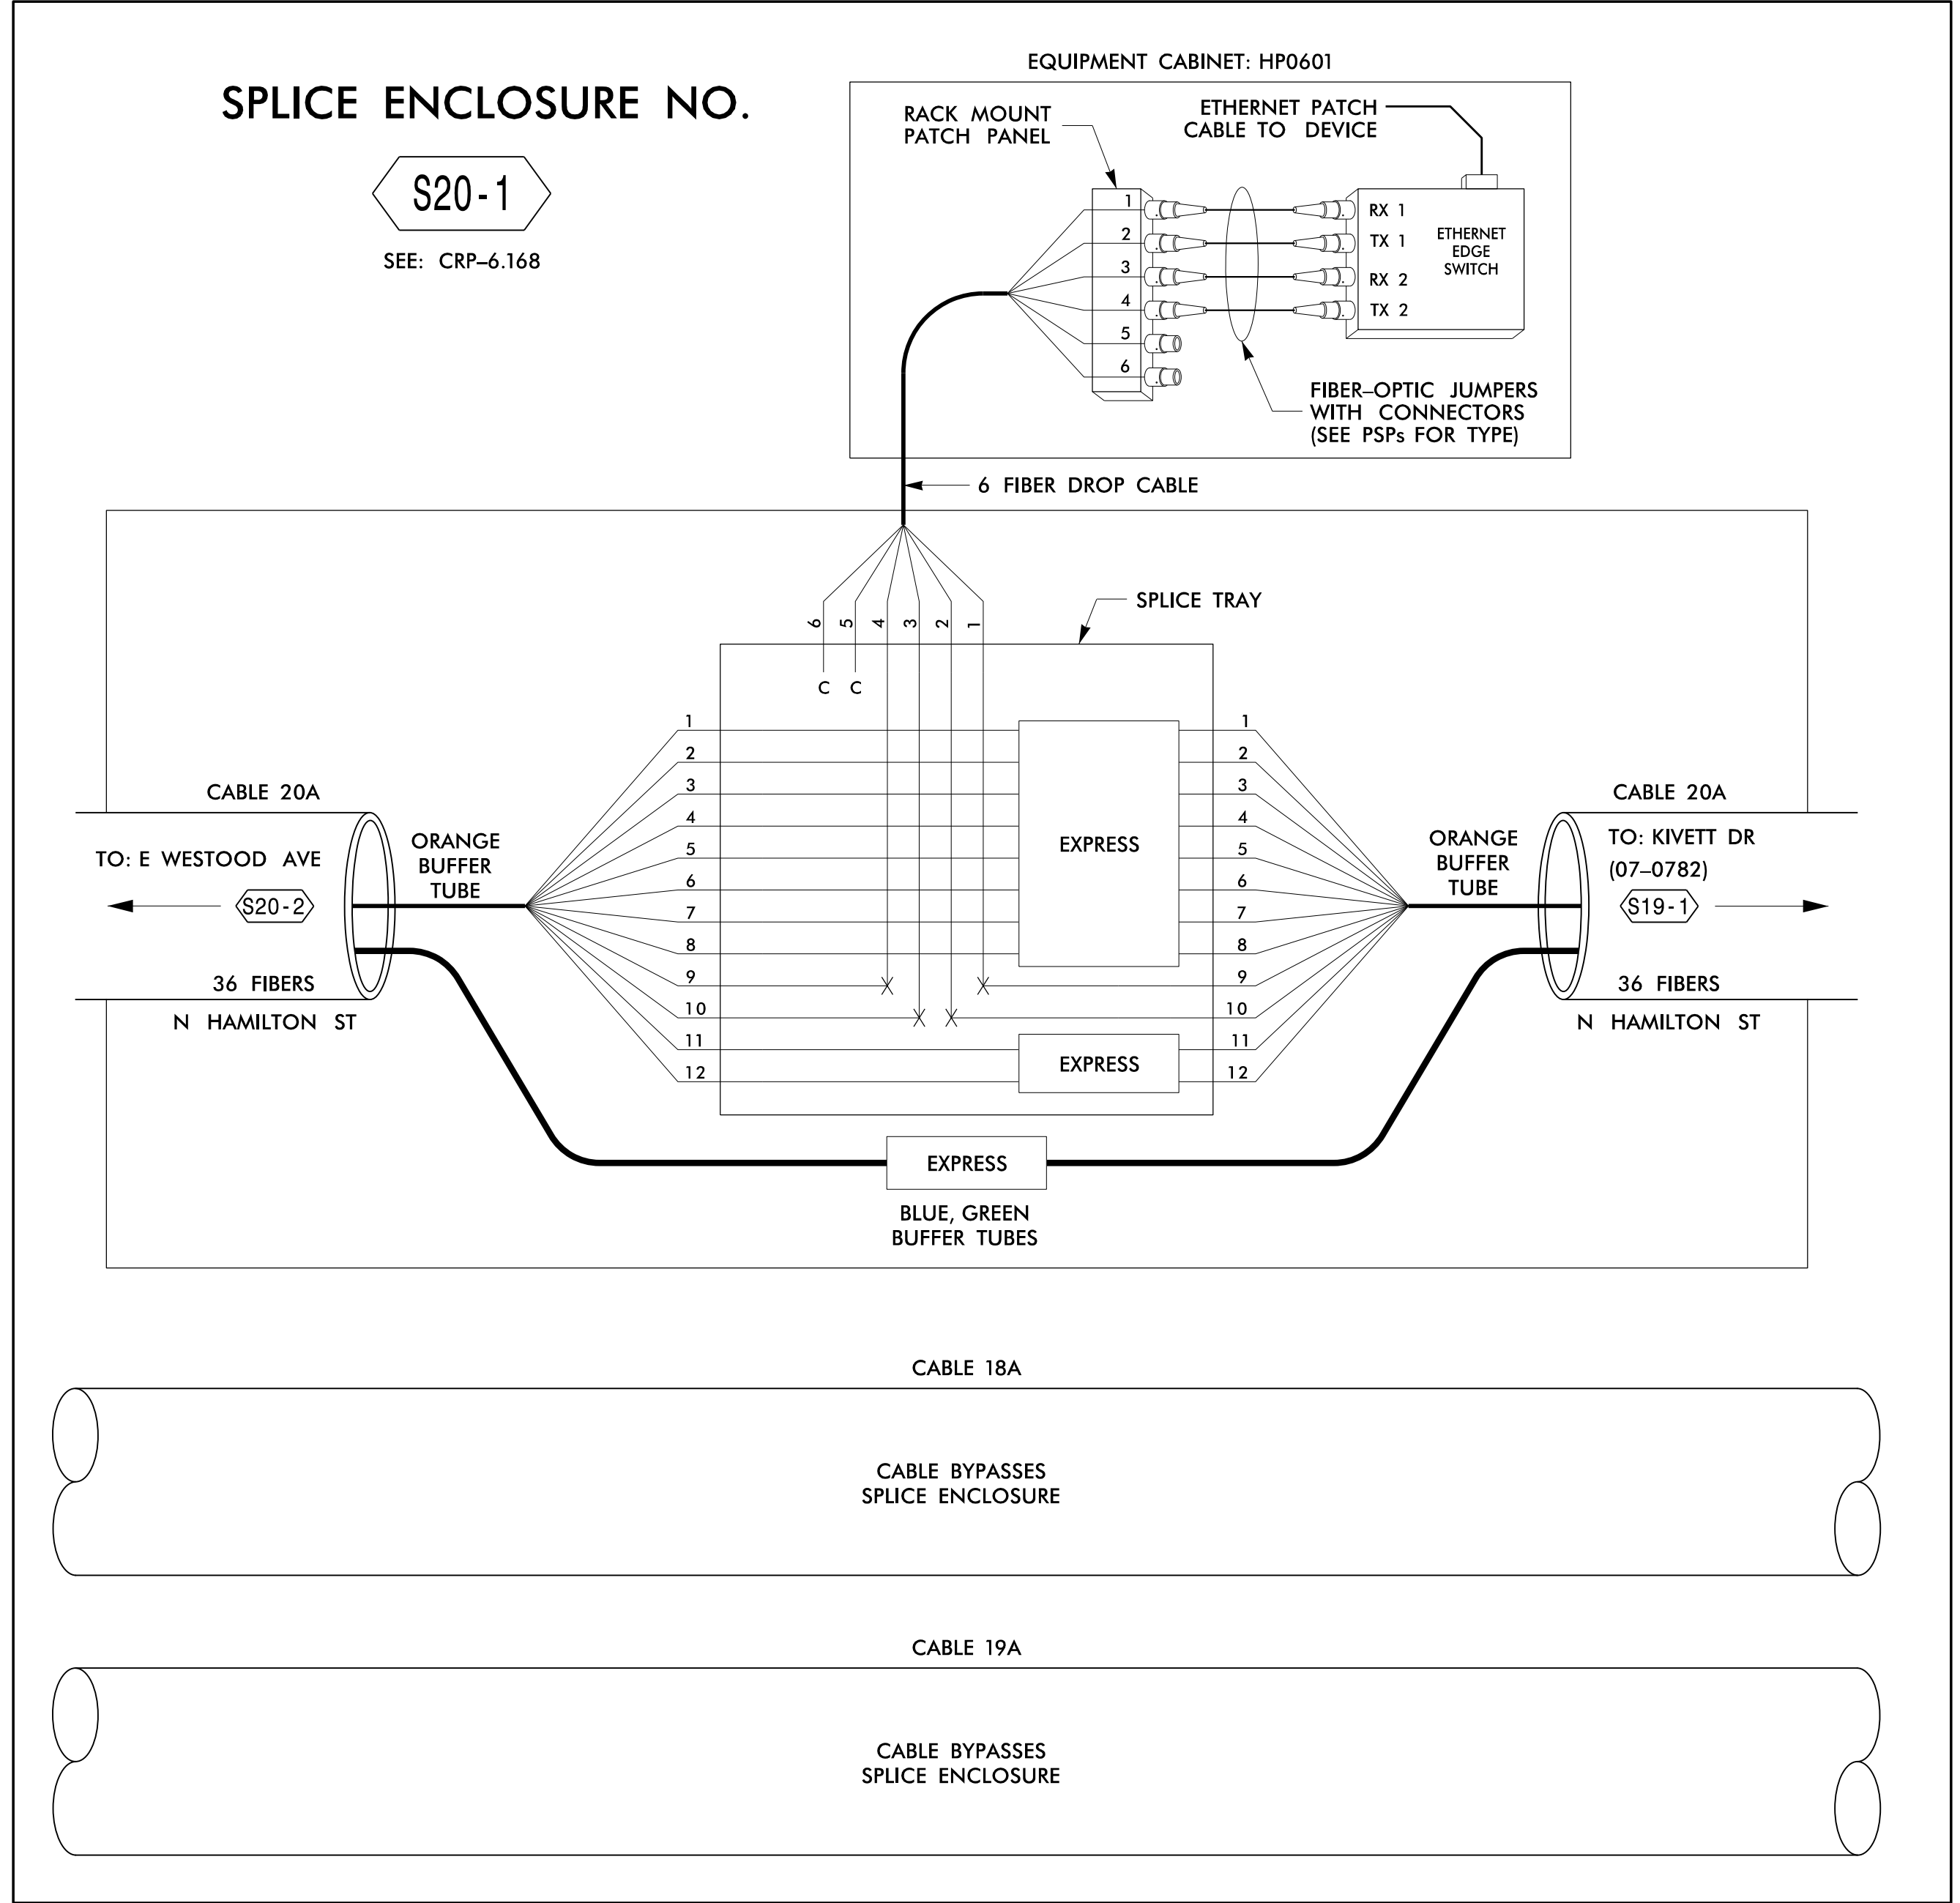 EQUIPMENT CABINET: HP0601
SPLICE ENCLOSURE NO.
S20-1
SEE: CRP–6.168
RACK MOUNT
PATCH PANEL
ETHERNET PATCH
CABLE TO DEVICE
1
2
3
4
5
6
RX 1
TX 1
RX 2
TX 2
ETHERNET
EDGE
SWITCH
FIBER–OPTIC JUMPERS
WITH CONNECTORS
(SEE PSPs FOR TYPE)
6 FIBER DROP CABLE
SPLICE TRAY
6 5 4 3 2 1
C C
CABLE 20A
TO: E WESTOOD AVE
S20-2
36 FIBERS
N HAMILTON ST
ORANGE
BUFFER
TUBE
1
2
3
4
5
6
7
8
9
10
11
12
EXPRESS
EXPRESS
1
2
3
4
5
6
7
8
9
10
11
12
ORANGE
BUFFER
TUBE
CABLE 20A
TO: KIVETT DR
(07–0782)
S19-1
36 FIBERS
N HAMILTON ST
EXPRESS
BLUE, GREEN
BUFFER TUBES
CABLE 18A
CABLE BYPASSES
SPLICE ENCLOSURE
CABLE 19A
CABLE BYPASSES
SPLICE ENCLOSURE